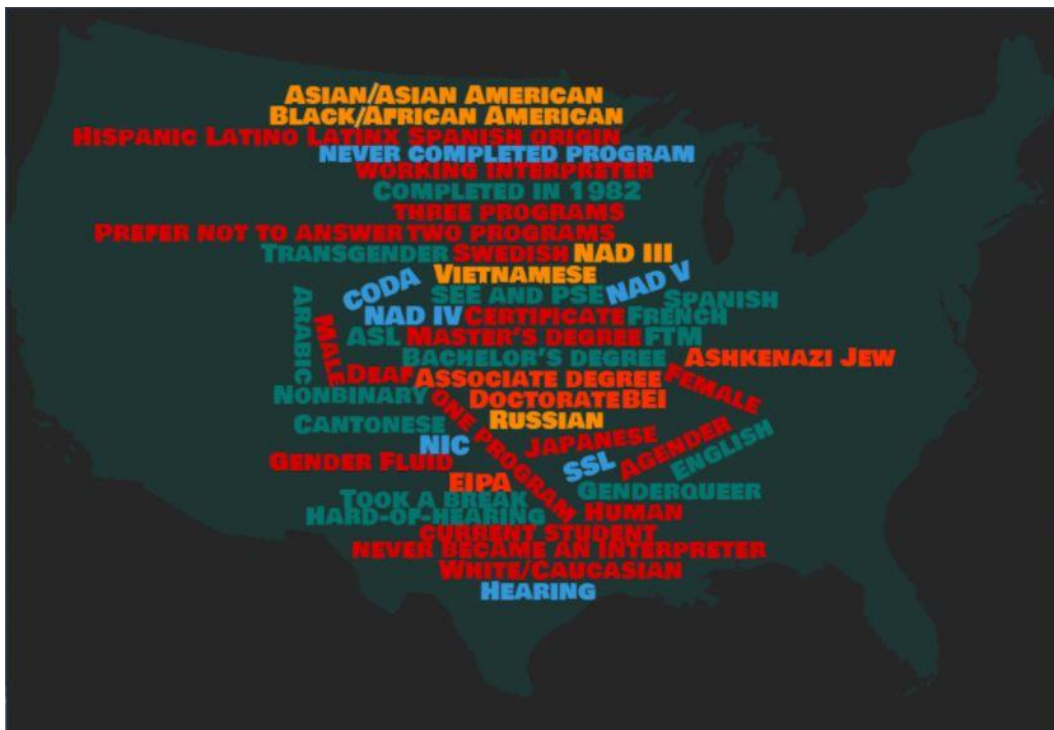 Asian/Asian American
Black/African American
Hispanic Latino Latinx Spanish origin
never completed program
working interpreter
Completed in 1982
three programs
Prefer not to answer two programs
Transgender Swedish NAD III
Vietnamese
CODA SEE and PSE NAD V Spanish
Arabic NAD IV Certificate French
Male ASL Master's degree FTM
Bachelor's degree Ashkenazi Jew
Deaf Associate degree Female
Nonbinary Doctorate BEI
one program Russian
Cantonese Japanese Agender English
NIC
Gender Fluid SSL
EIPA Genderqueer
Took a break
Hard-of-Hearing Human
current student
never became an interpreter
White/Caucasian
Hearing